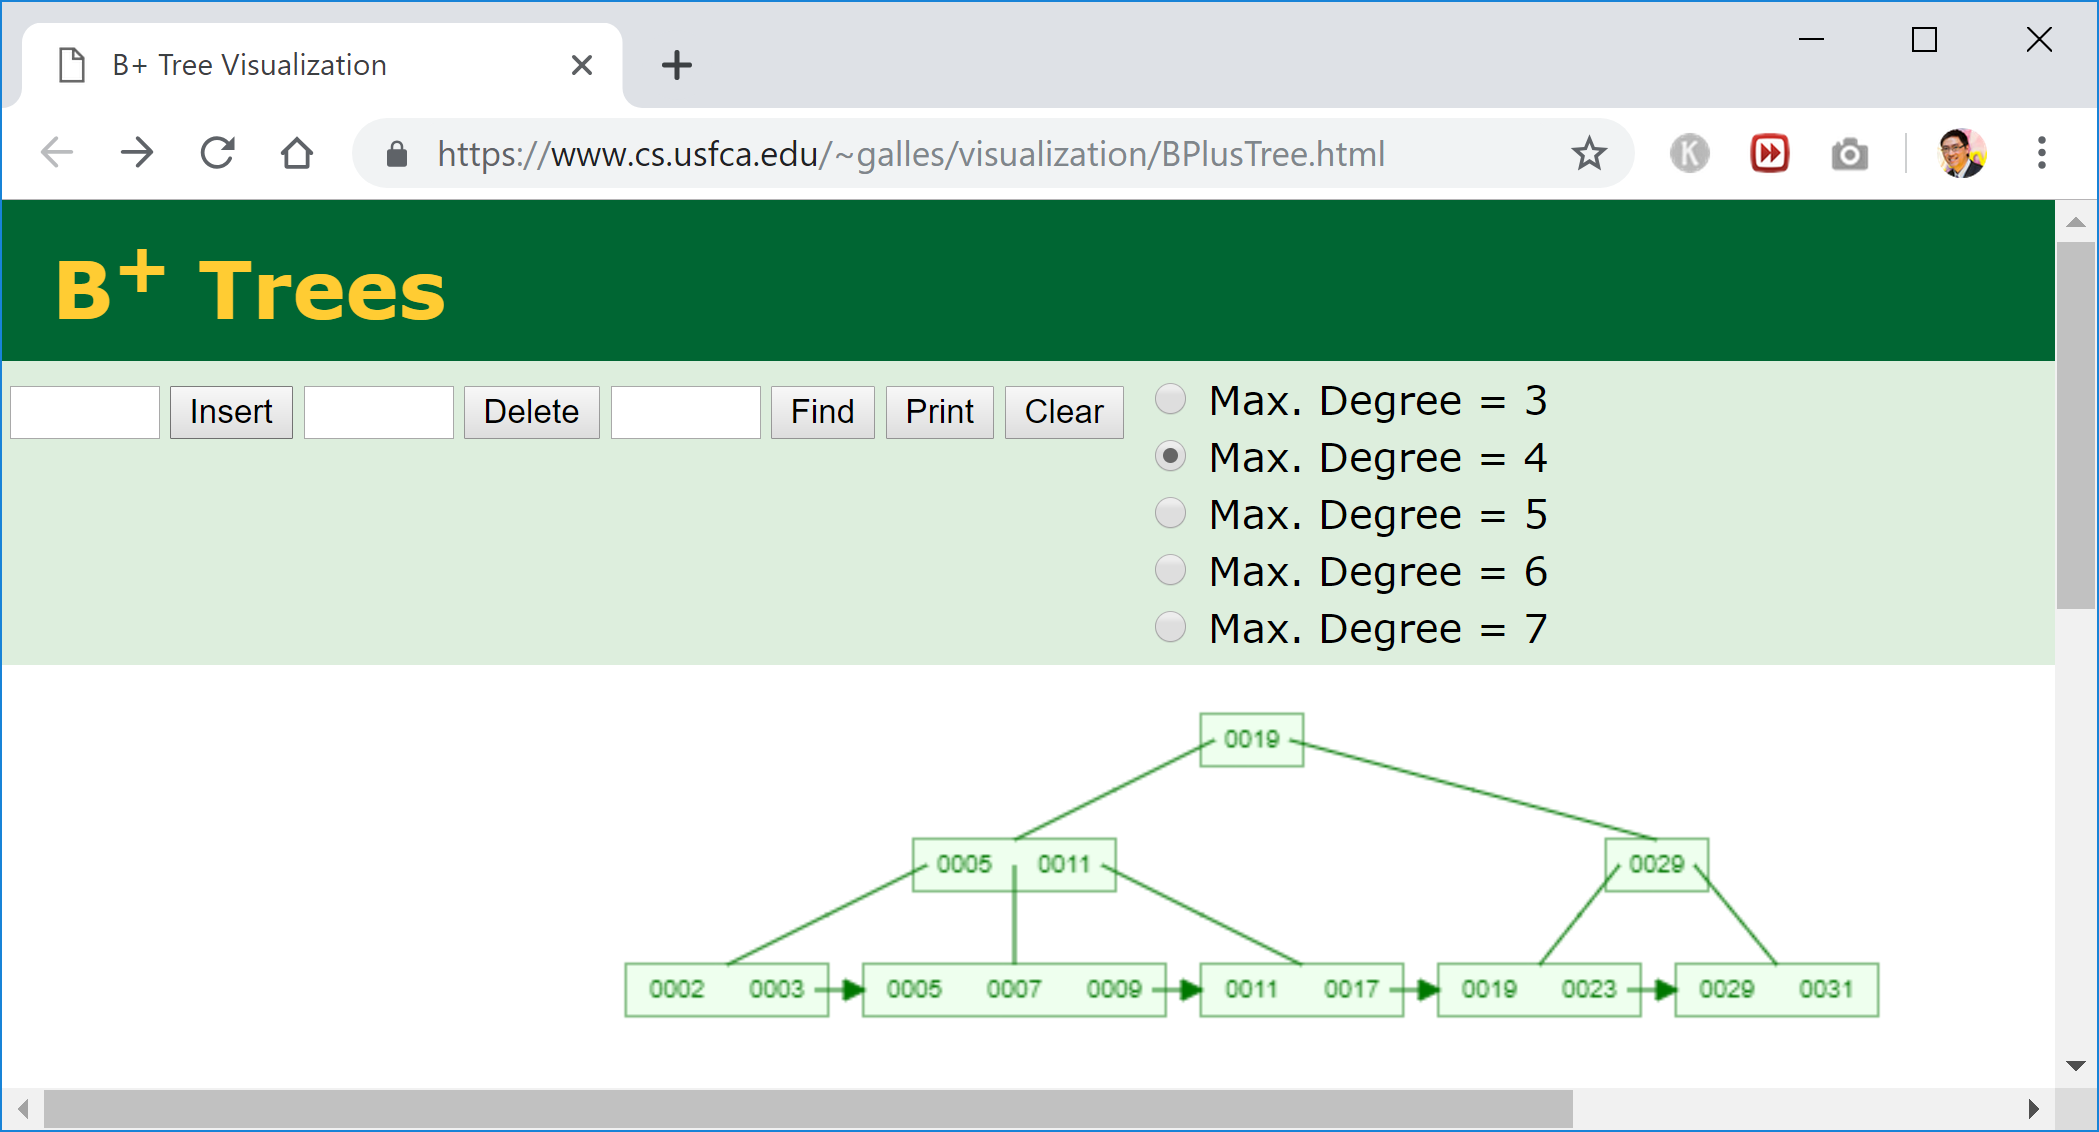 B+ Tree Visualization
https://www.cs.usfca.edu/~galles/visualization/BPlusTree.html
K
B+ Trees
Insert Delete Find Print Clear
Max. Degree = 3
Max. Degree = 4
Max. Degree = 5
Max. Degree = 6
Max. Degree = 7
0019
0005 0011 0029
0002 0003 0005 0007 0009 0011 0017 0019 0023 0029 0031